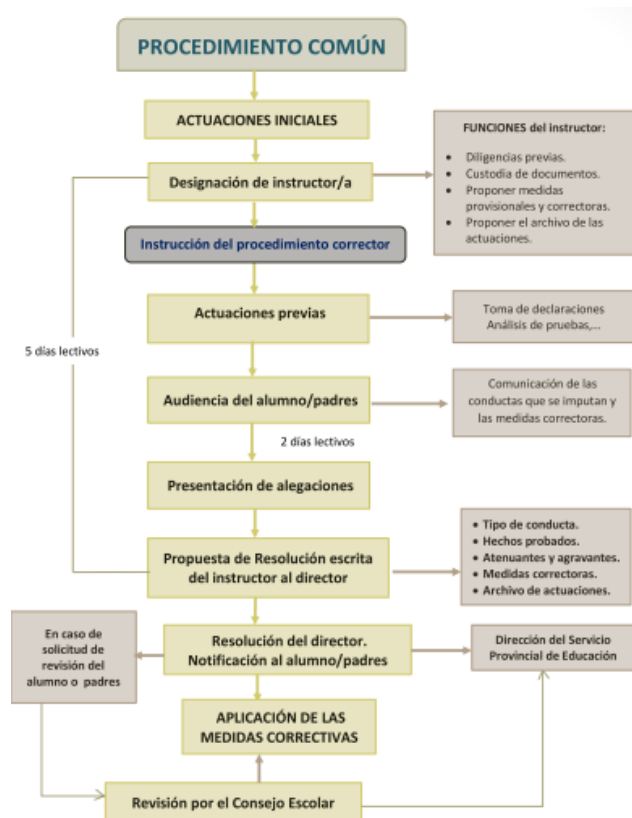 PROCEDIMIENTO COMÚN
ACTUACIONES INICIALES
FUNCIONES del instructor:
• Diligencias previas.
• Custodia de documentos.
• Proponer medidas
provisionales y correctoras.
• Proponer el archivo de las
actuaciones.
Designación de instructor/a
Instrucción del procedimiento corrector
Actuaciones previas
Toma de declaraciones
Análisis de pruebas,...
5 días lectivos
Audiencia del alumno/padres
Comunicación de las
conductas que se imputan y
las medidas correctoras.
2 días lectivos
Presentación de alegaciones
Propuesta de Resolución escrita
del instructor al director
• Tipo de conducta.
• Hechos probados.
• Atenuantes y agravantes.
• Medidas correctoras.
• Archivo de actuaciones.
En caso de
solicitud de
revisión del
alumno o padres
Resolución del director.
Notificación al alumno/padres
Dirección del Servicio
Provincial de Educación
APLICACIÓN DE LAS
MEDIDAS CORRECTIVAS
Revisión por el Consejo Escolar